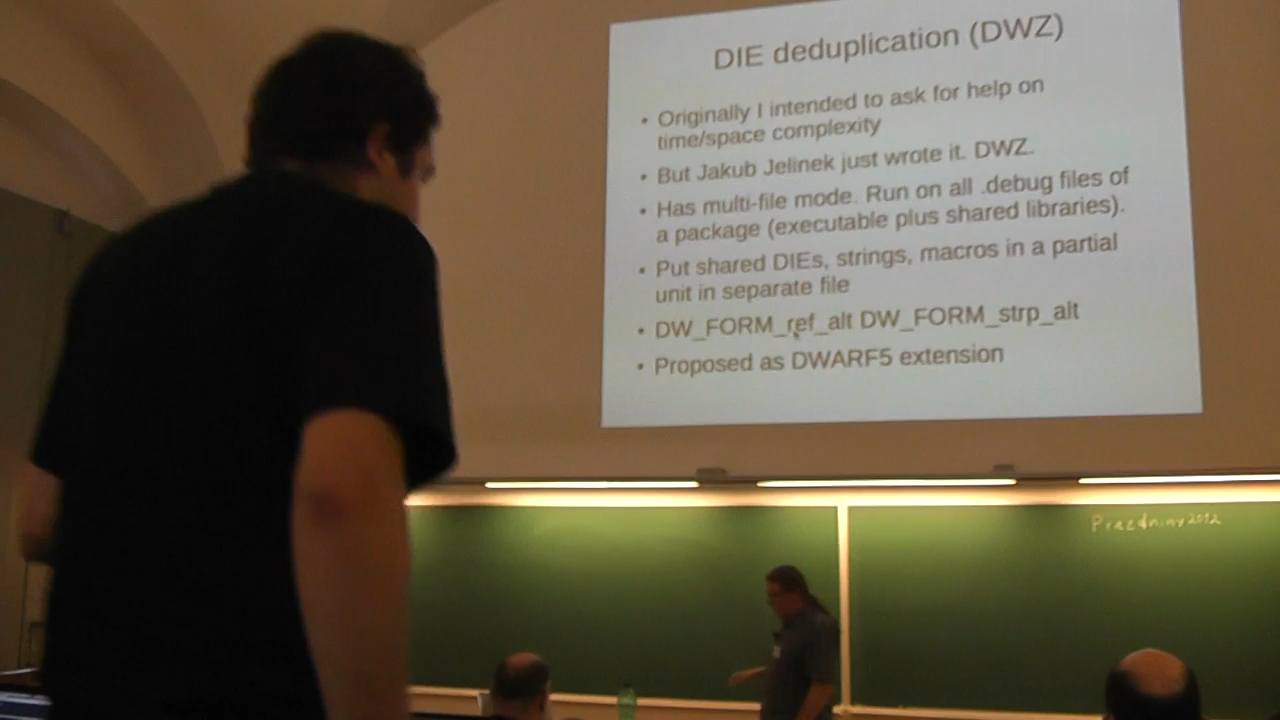 DIE deduplication (DWZ)
• Originally I intended to ask for help on
time/space complexity
• But Jakub Jelinek just wrote it. DWZ.
• Has multi-file mode. Run on all .debug files of
a package (executable plus shared libraries).
• Put shared DIEs, strings, macros in a partial
unit in separate file
• DW_FORM_ref_alt DW_FORM_strp_alt
• Proposed as DWARF5 extension
Prazdniny 2012